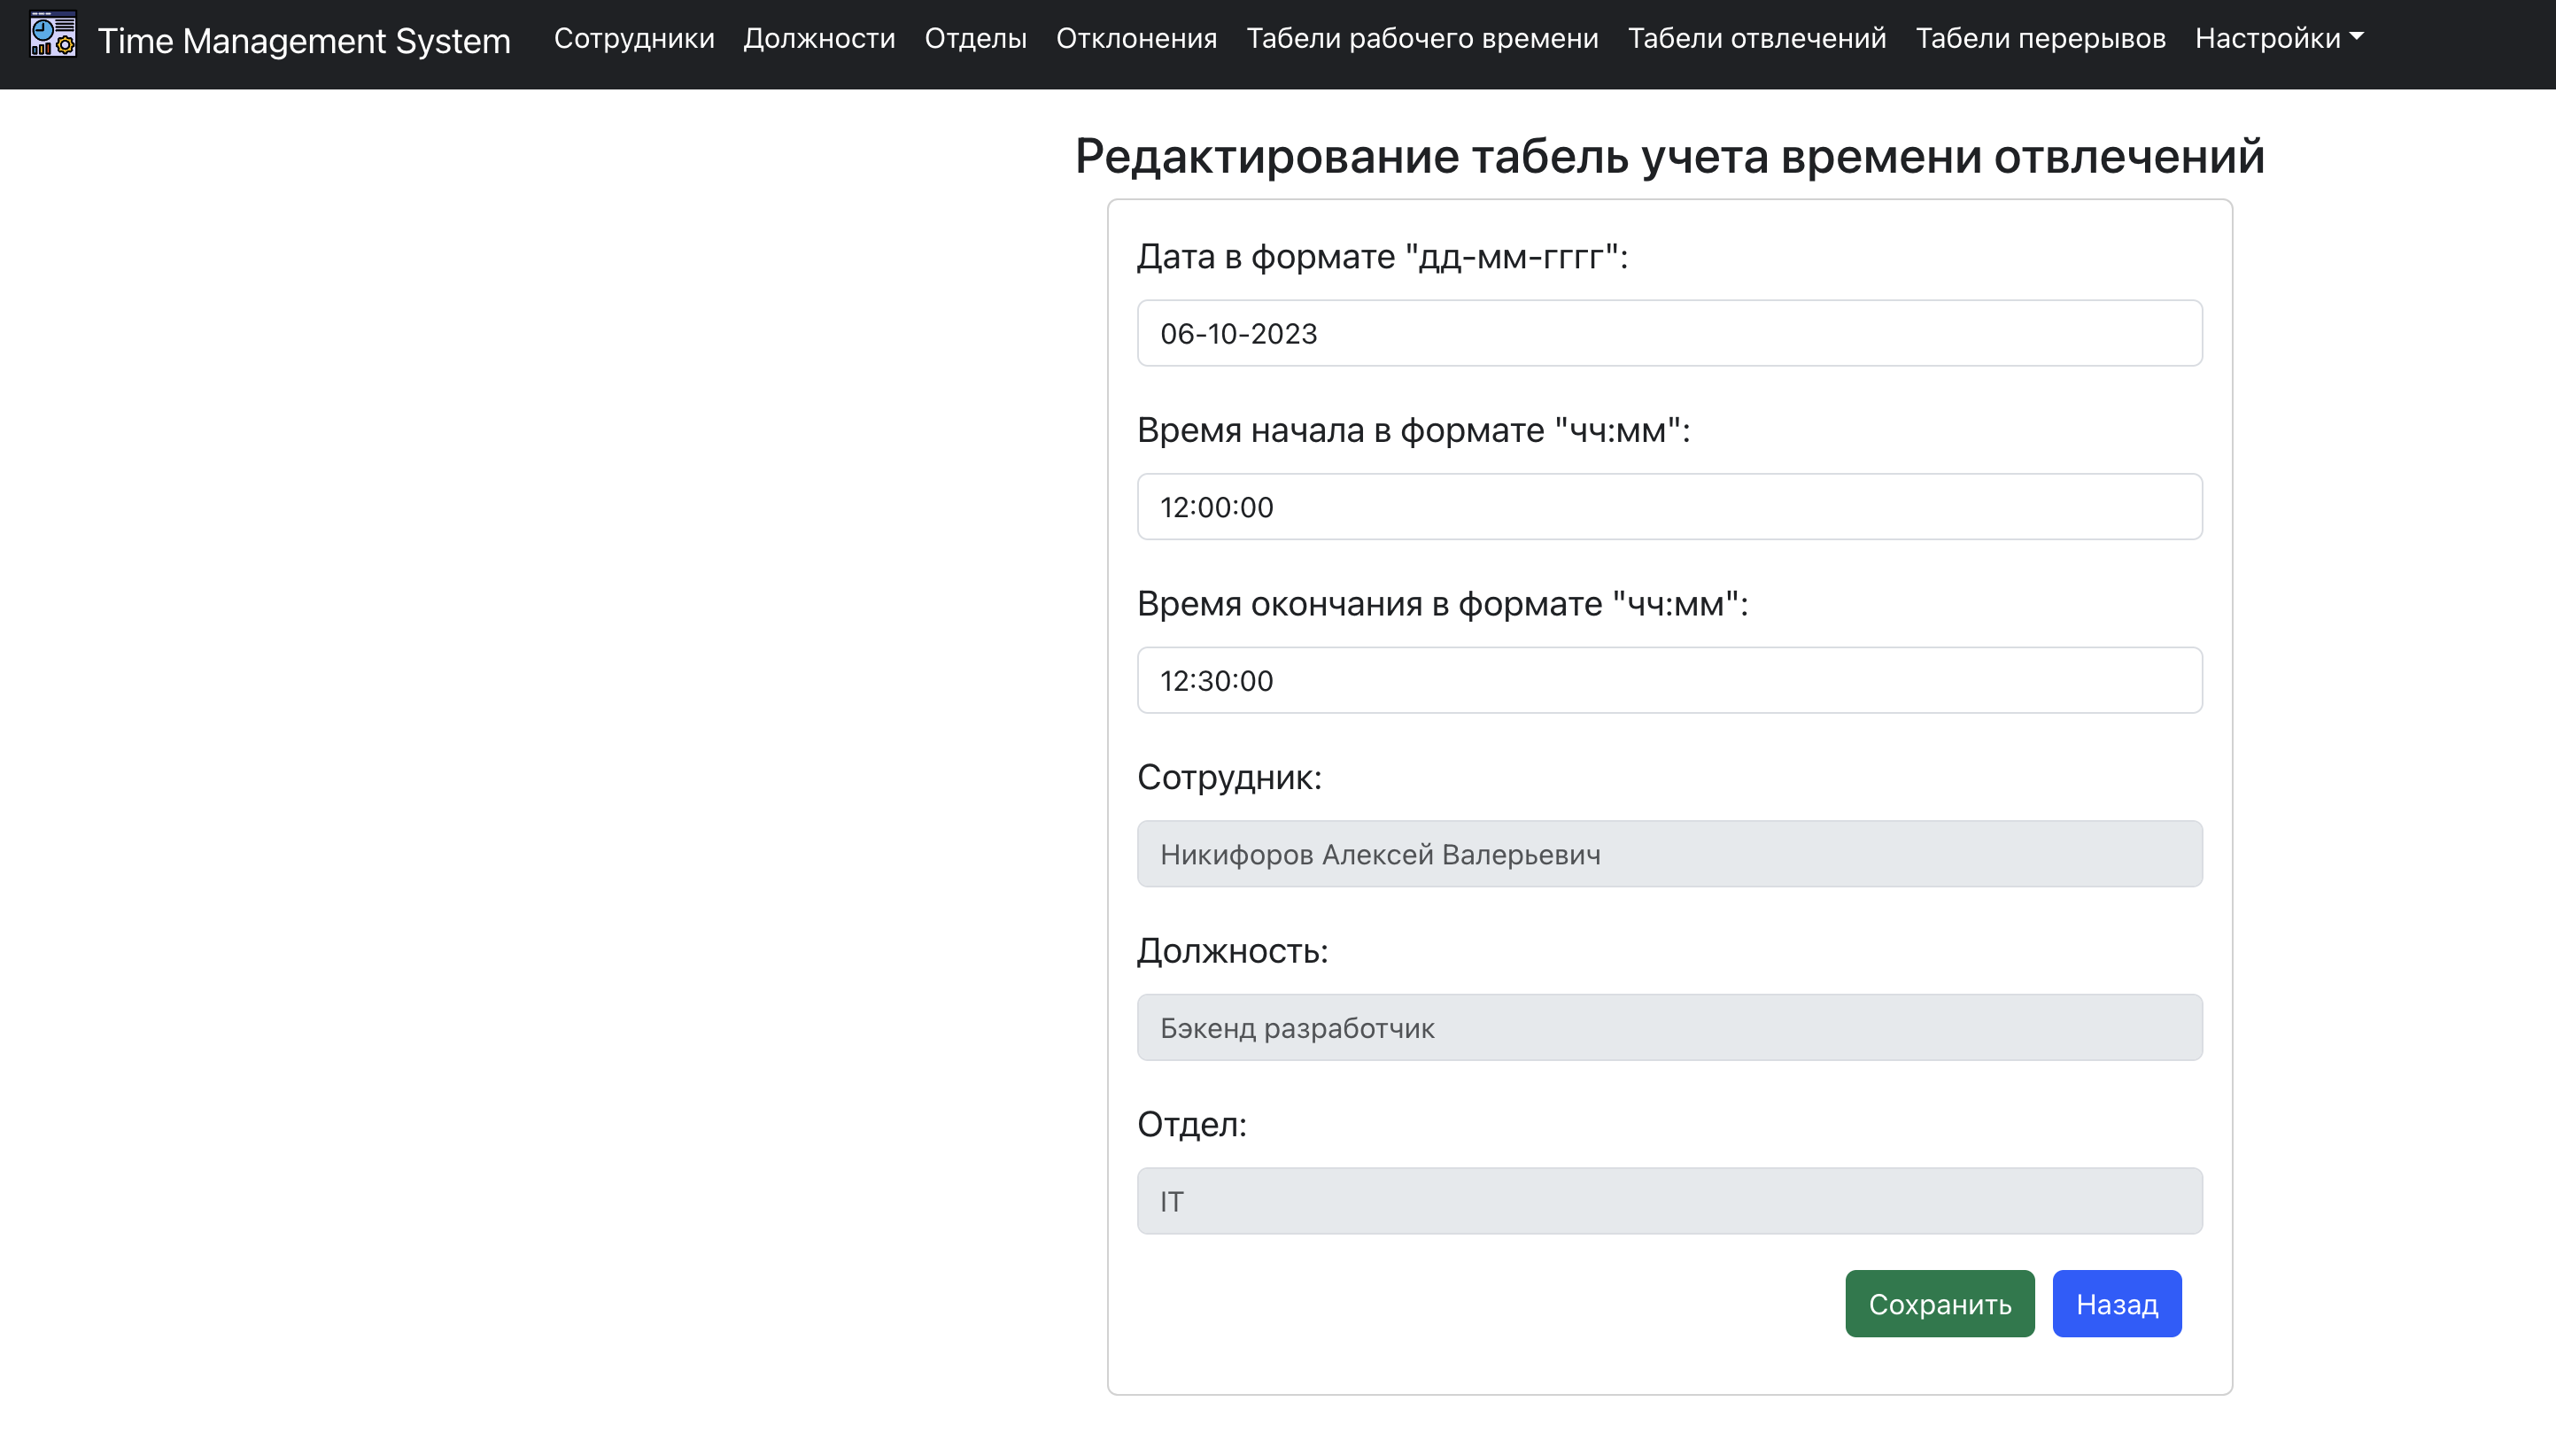 Time Management System Сотрудники Должности Отделы Отклонения Табели рабочего времени Табели отвлечений Табели перерывов Настройки
Редактирование табель учета времени отвлечений
Дата в формате "дд-мм-гггг":
06-10-2023
Время начала в формате "чч:мм":
12:00:00
Время окончания в формате "чч:мм":
12:30:00
Сотрудник:
Никифоров Алексей Валерьевич
Должность:
Бэкенд разработчик
Отдел:
IT
Сохранить Назад